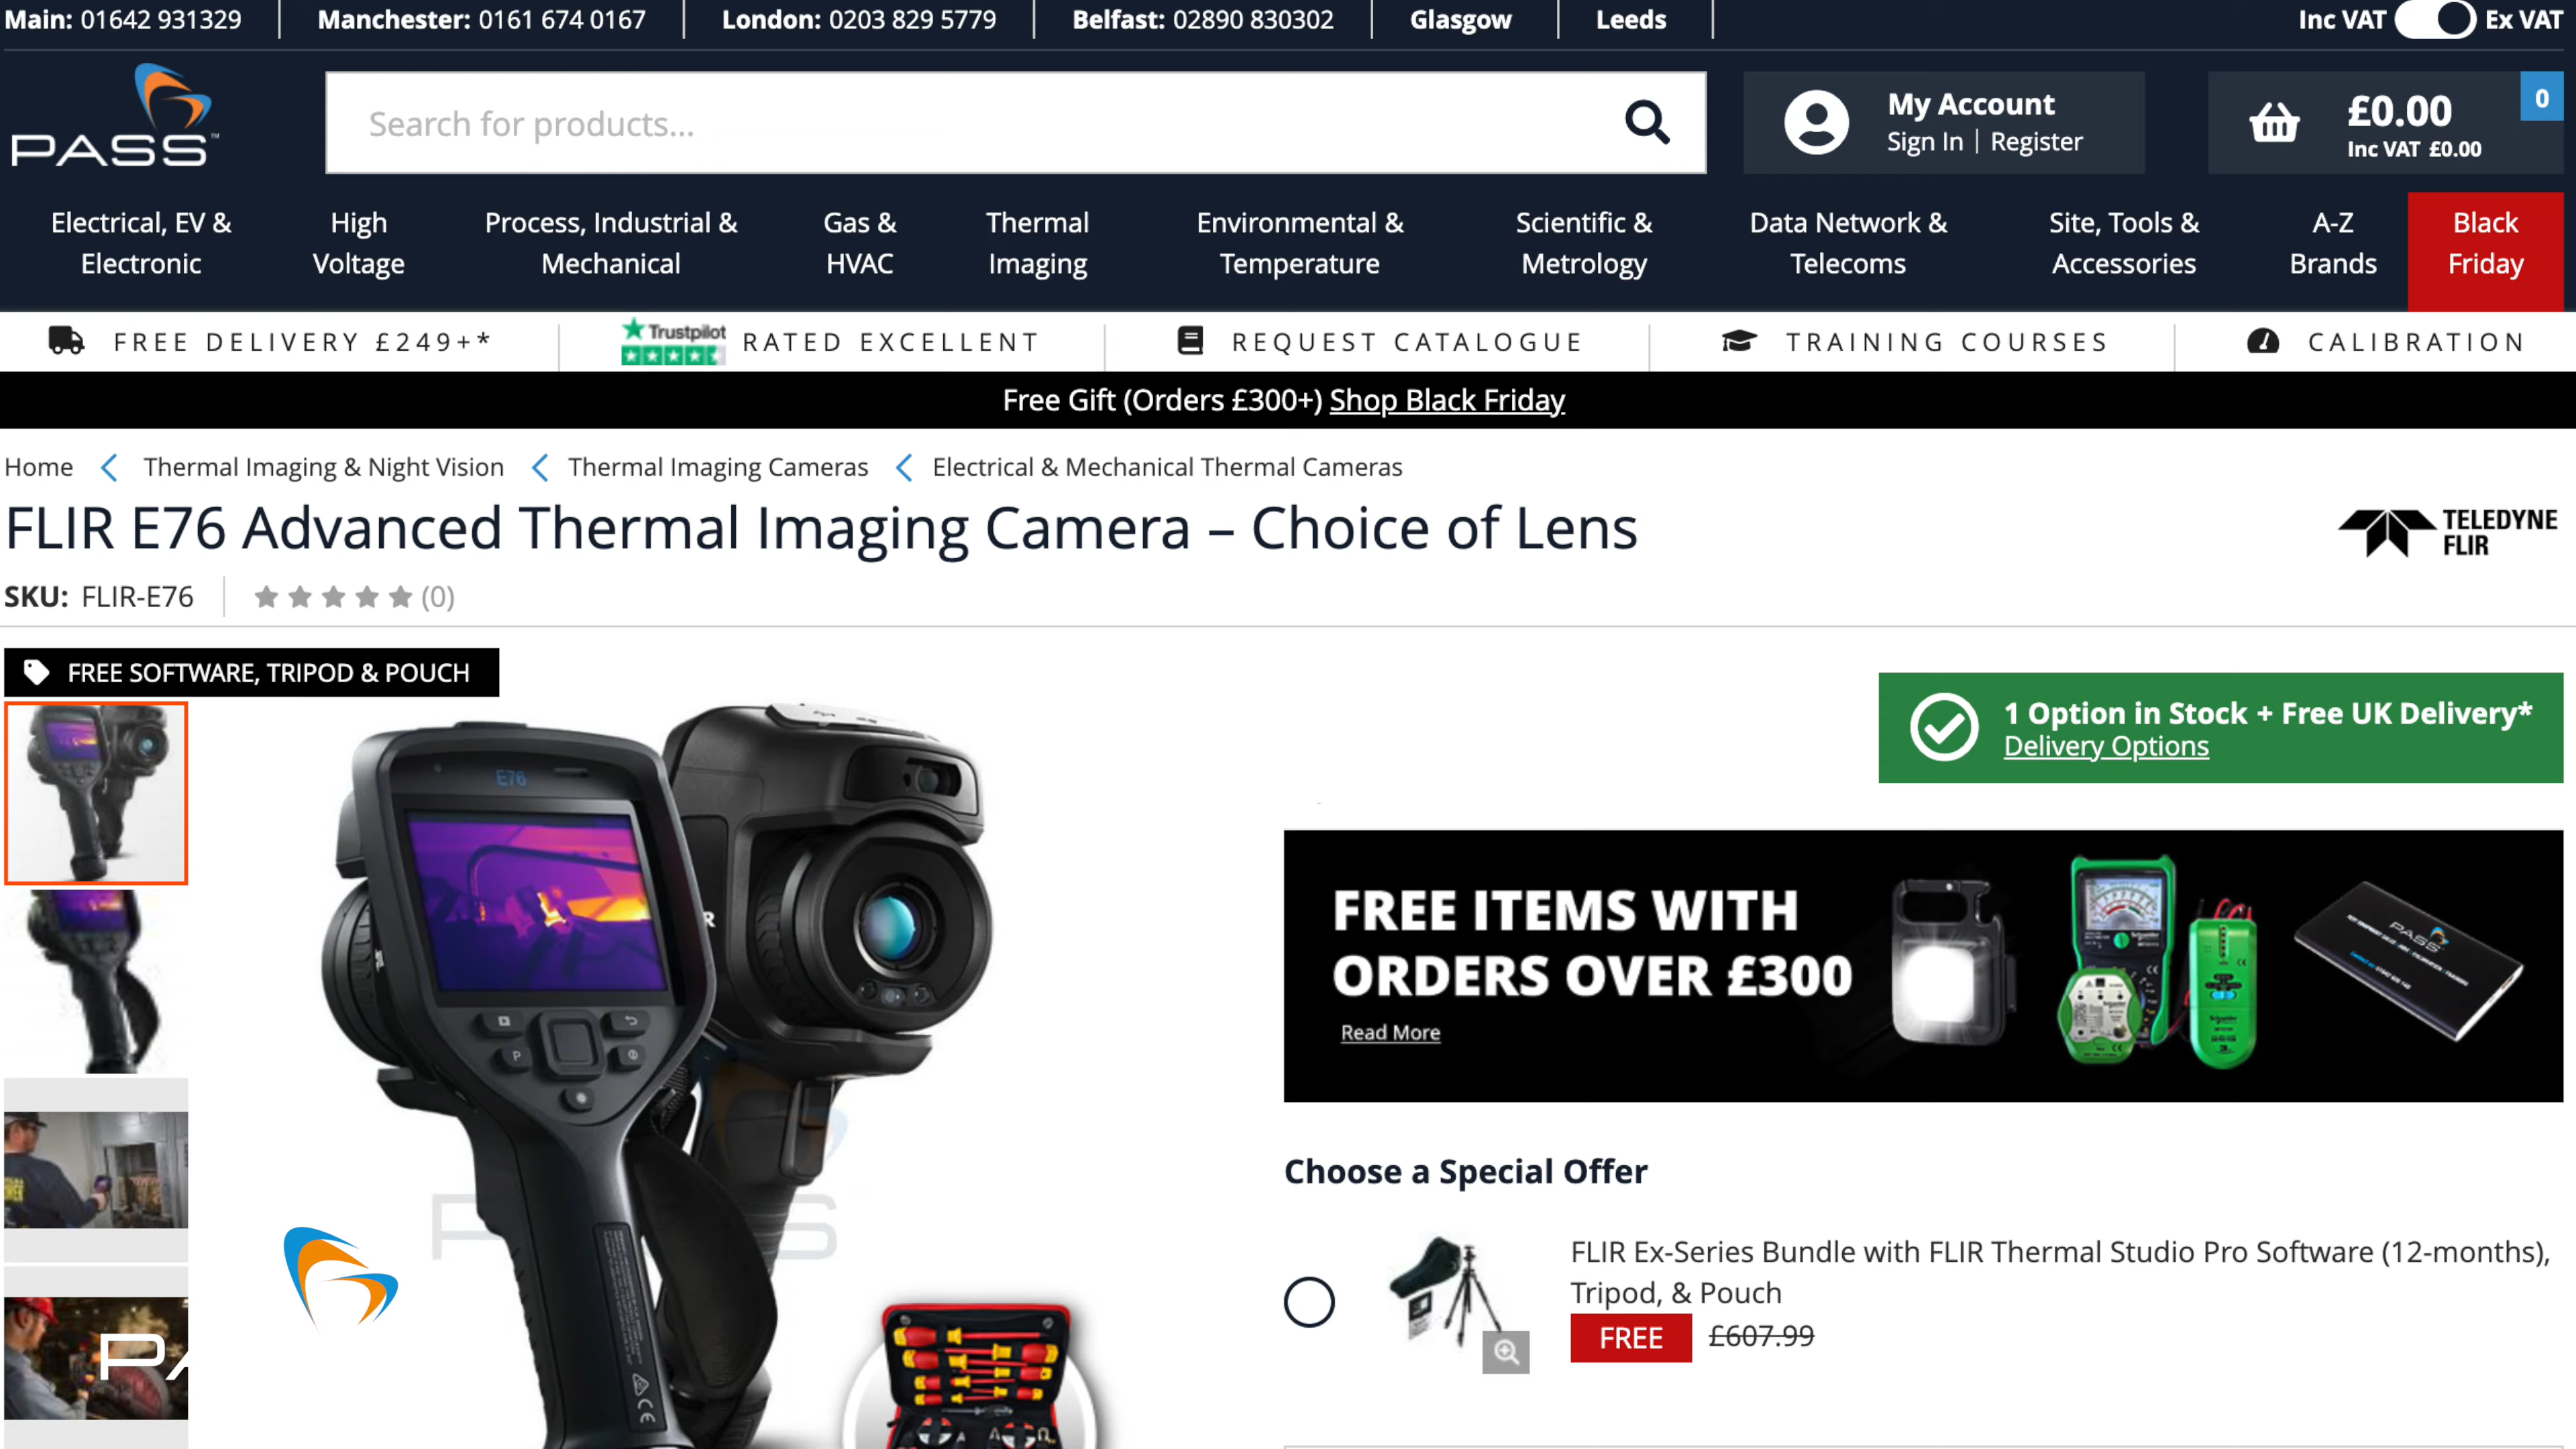 Main: 01642 931329
Manchester: 0161 674 0167
London: 0203 829 5779
Belfast: 02890 830302
Glasgow
Leeds
Inc VAT
Ex VAT
PASS™
Search for products...
My Account
Sign In | Register
£0.00
Inc VAT £0.00
0
Electrical, EV &
Electronic
High
Voltage
Process, Industrial &
Mechanical
Gas &
HVAC
Thermal
Imaging
Environmental &
Temperature
Scientific &
Metrology
Data Network &
Telecoms
Site, Tools &
Accessories
A-Z
Brands
Black
Friday
FREE DELIVERY £249+*
Trustpilot
RATED EXCELLENT
REQUEST CATALOGUE
TRAINING COURSES
CALIBRATION
Free Gift (Orders £300+) Shop Black Friday
Home
Thermal Imaging & Night Vision
Thermal Imaging Cameras
Electrical & Mechanical Thermal Cameras
FLIR E76 Advanced Thermal Imaging Camera – Choice of Lens
TELEDYNE
FLIR
SKU: FLIR-E76
(0)
FREE SOFTWARE, TRIPOD & POUCH
E76
P
1 Option in Stock + Free UK Delivery*
Delivery Options
FREE ITEMS WITH
ORDERS OVER £300
Read More
PASS
Choose a Special Offer
FLIR Ex-Series Bundle with FLIR Thermal Studio Pro Software (12-months),
Tripod, & Pouch
FREE £607.99